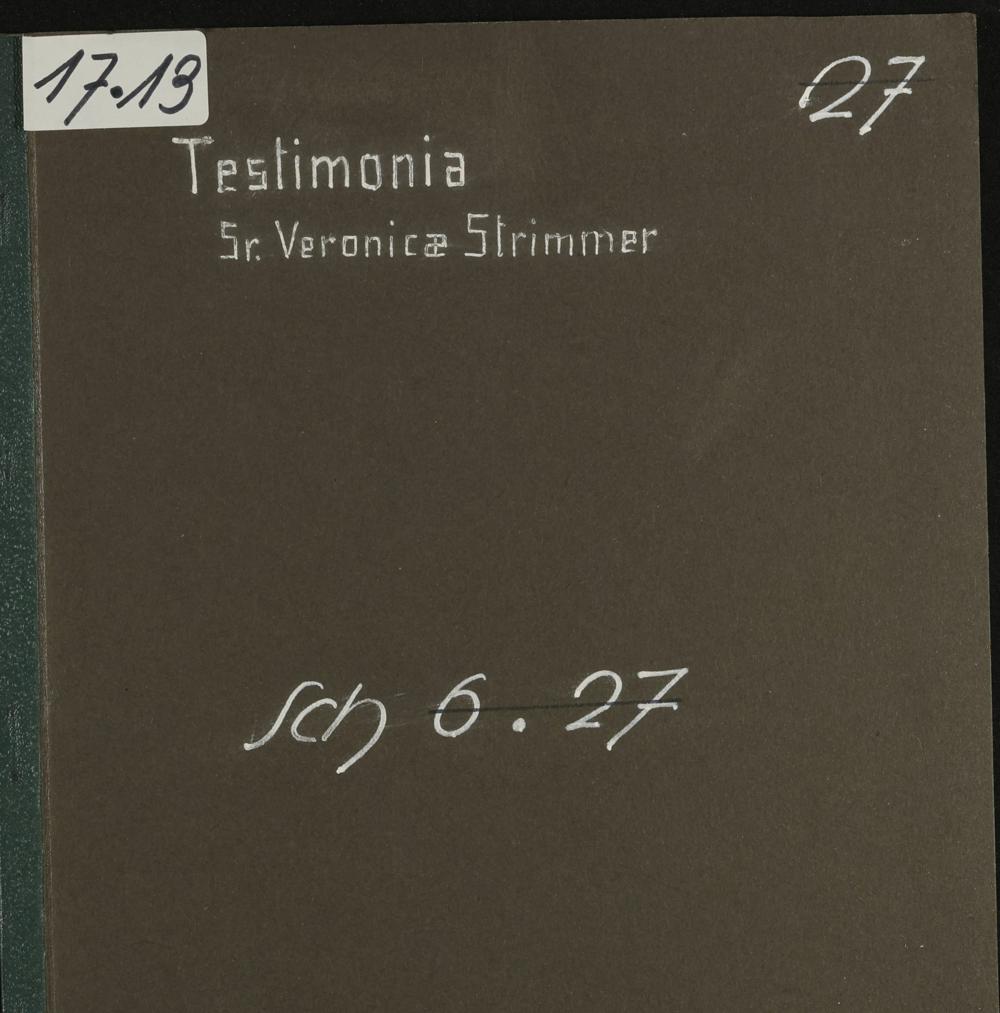 17.13
27
Testimonia
Sr. Veronicæ Strimmer
Sch 6.27